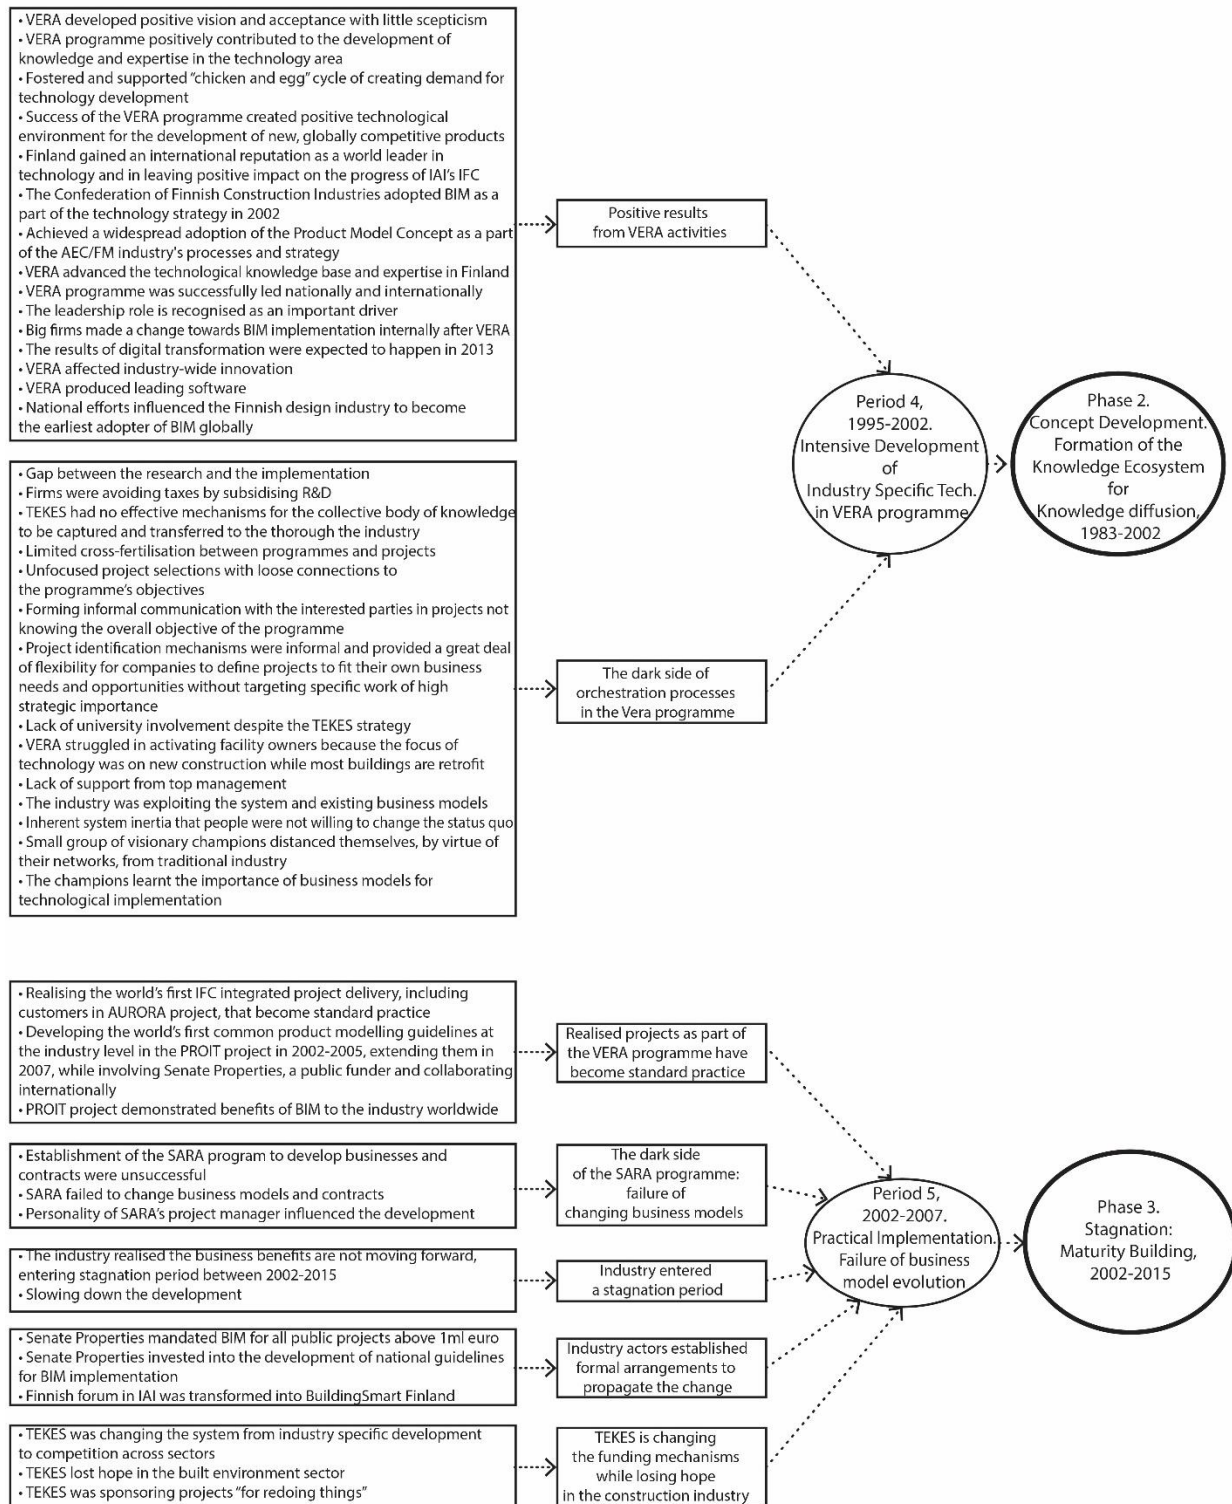 • VERA developed positive vision and acceptance with little scepticism
• VERA programme positively contributed to the development of
knowledge and expertise in the technology area
• Fostered and supported “chicken and egg” cycle of creating demand for
technology development
• Success of the VERA programme created positive technological
environment for the development of new, globally competitive products
• Finland gained an international reputation as a world leader in
technology and in leaving positive impact on the progress of IAI's IFC
• The Confederation of Finnish Construction Industries adopted BIM as a
part of the technology strategy in 2002
• Achieved a widespread adoption of the Product Model Concept as a part
of the AEC/FM industry's processes and strategy
• VERA advanced the technological knowledge base and expertise in Finland
• VERA programme was successfully led nationally and internationally
• The leadership role is recognised as an important driver
• Big firms made a change towards BIM implementation internally after VERA
• The results of digital transformation were expected to happen in 2013
• VERA affected industry-wide innovation
• VERA produced leading software
• National efforts influenced the Finnish design industry to become
the earliest adopter of BIM globally
Positive results
from VERA activities
• Gap between the research and the implementation
• Firms were avoiding taxes by subsidising R&D
• TEKES had no effective mechanisms for the collective body of knowledge
to be captured and transferred to the thorough the industry
• Limited cross-fertilisation between programmes and projects
• Unfocused project selections with loose connections to
the programme's objectives
• Forming informal communication with the interested parties in projects not
knowing the overall objective of the programme
• Project identification mechanisms were informal and provided a great deal
of flexibility for companies to define projects to fit their own business
needs and opportunities without targeting specific work of high
strategic importance
• Lack of university involvement despite the TEKES strategy
• VERA struggled in activating facility owners because the focus of
technology was on new construction while most buildings are retrofit
• Lack of support from top management
• The industry was exploiting the system and existing business models
• Inherent system inertia that people were not willing to change the status quo
• Small group of visionary champions distanced themselves, by virtue of
their networks, from traditional industry
• The champions learnt the importance of business models for
technological implementation
The dark side of
orchestration processes
in the Vera programme
Period 4,
1995-2002.
Intensive Development
of
Industry Specific Tech.
in VERA programme
Phase 2.
Concept Development.
Formation of the
Knowledge Ecosystem
for
Knowledge diffusion,
1983-2002
• Realising the world's first IFC integrated project delivery, including
customers in AURORA project, that become standard practice
• Developing the world's first common product modelling guidelines at
the industry level in the PROIT project in 2002-2005, extending them in
2007, while involving Senate Properties, a public funder and collaborating
internationally
• PROIT project demonstrated benefits of BIM to the industry worldwide
Realised projects as part of
the VERA programme have
become standard practice
• Establishment of the SARA program to develop businesses and
contracts were unsuccessful
• SARA failed to change business models and contracts
• Personality of SARA's project manager influenced the development
The dark side
of the SARA programme:
failure of
changing business models
• The industry realised the business benefits are not moving forward,
entering stagnation period between 2002-2015
• Slowing down the development
Industry entered
a stagnation period
• Senate Properties mandated BIM for all public projects above 1ml euro
• Senate Properties invested into the development of national guidelines
for BIM implementation
• Finnish forum in IAI was transformed into BuildingSmart Finland
Industry actors established
formal arrangements to
propagate the change
• TEKES was changing the system from industry specific development
to competition across sectors
• TEKES lost hope in the built environment sector
• TEKES was sponsoring projects “for redoing things”
TEKES is changing
the funding mechanisms
while losing hope
in the construction industry
Period 5,
2002-2007.
Practical Implementation.
Failure of business
model evolution
Phase 3.
Stagnation:
Maturity Building,
2002-2015